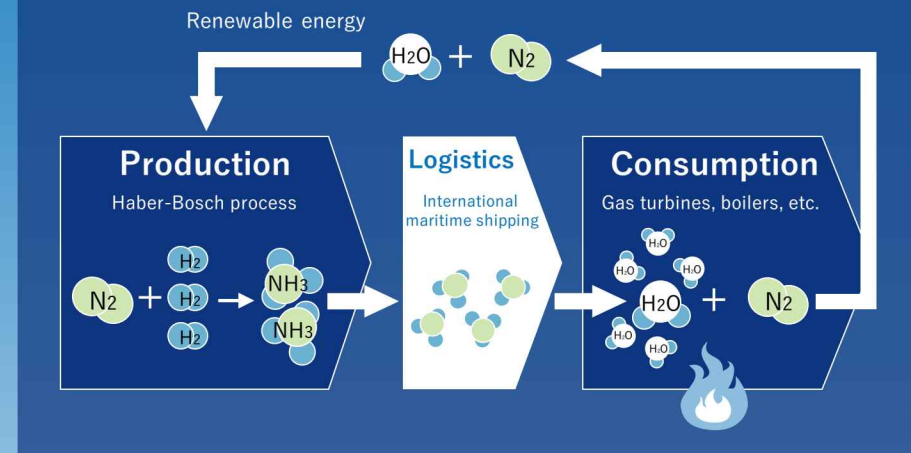 Renewable energy
H2O + N2
Production
Haber-Bosch process
N2 + H2 H2 H2 → NH3 NH3
Logistics
International
maritime shipping
Consumption
Gas turbines, boilers, etc.
H2O H2O H2O H2O H2O H2O + N2